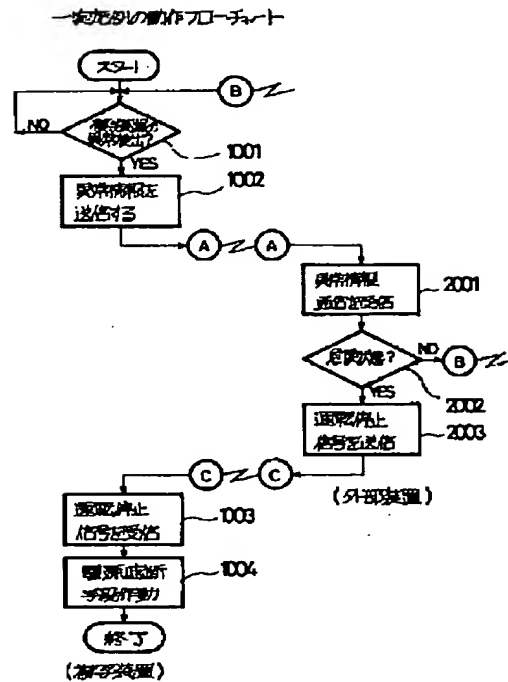 一実施例の動作フローチャート
スタート
B
NO
異常検出?
1001
YES
異常情報を
送信する
1002
A
A
異常情報
通信を受信
2001
危険状態?
NO
B
2002
YES
運転停止
信号を送信
2003
C
C
(外部装置)
運転停止
信号を受信
1003
手段作動
1004
終了